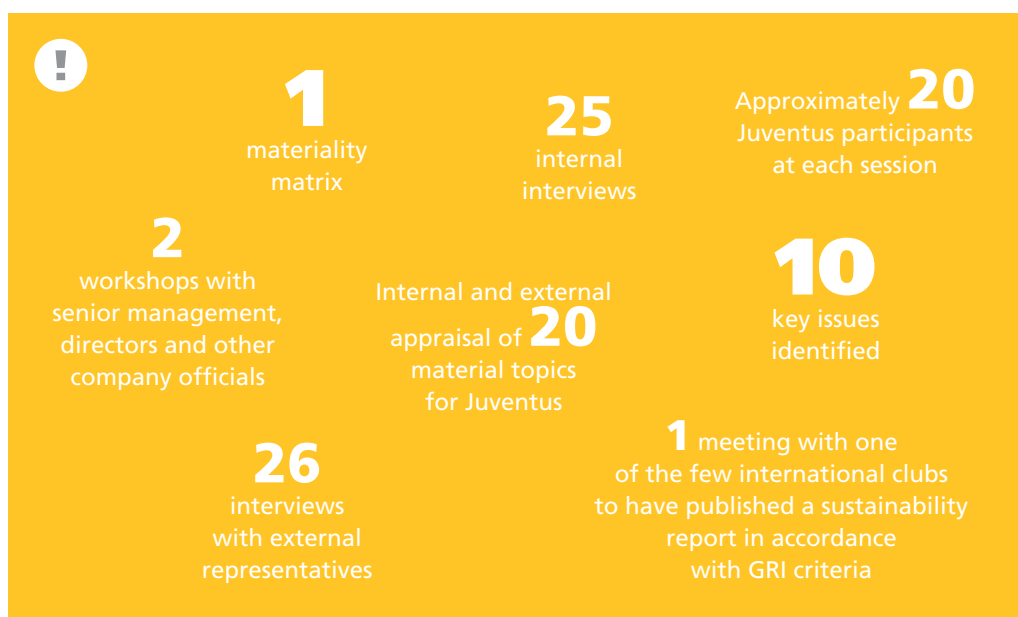 !
1
materiality
matrix
25
internal
interviews
Approximately 20
Juventus participants
at each session
2
workshops with
senior management,
directors and other
company officials
Internal and external
appraisal of 20
material topics
for Juventus
10
key issues
identified
26
interviews
with external
representatives
1 meeting with one
of the few international clubs
to have published a sustainability
report in accordance
with GRI criteria